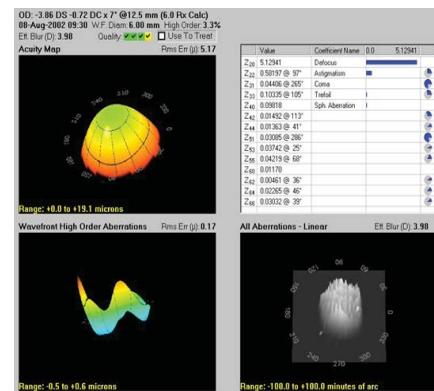 OD: -3.86 DS -0.72 DC x 7° @12.5 mm (6.0 Rx Calc)
08-Aug-2002 09:30 W.F. Diam: 6.00 mm High Order: 3.3%
Eff. Blur (D): 3.98 Quality: Use To Treat
Acuity Map Rms Err (µ): 5.17
Range: +0.0 to +19.1 microns
Value Coefficient Name 0.0 5.12941
Z20 5.12941 Defocus
Z22 0.58197 @ 97° Astigmatism
Z31 0.04406 @ 265° Coma
Z33 0.10335 @ 105° Trefoil
Z40 0.09818 Sph. Aberration
Z42 0.01492 @ 113°
Z44 0.01363 @ 41°
Z51 0.03085 @ 286°
Z53 0.03742 @ 25°
Z55 0.04219 @ 68°
Z60 0.01170
Z62 0.00461 @ 36°
Z64 0.02265 @ 46°
Z66 0.03032 @ 39°
Wavefront High Order Aberrations Rms Err (µ): 0.17
Range: -0.5 to +0.6 microns
All Aberrations - Linear Eff. Blur (D): 3.98
270
Range: -100.0 to +100.0 minutes of arc